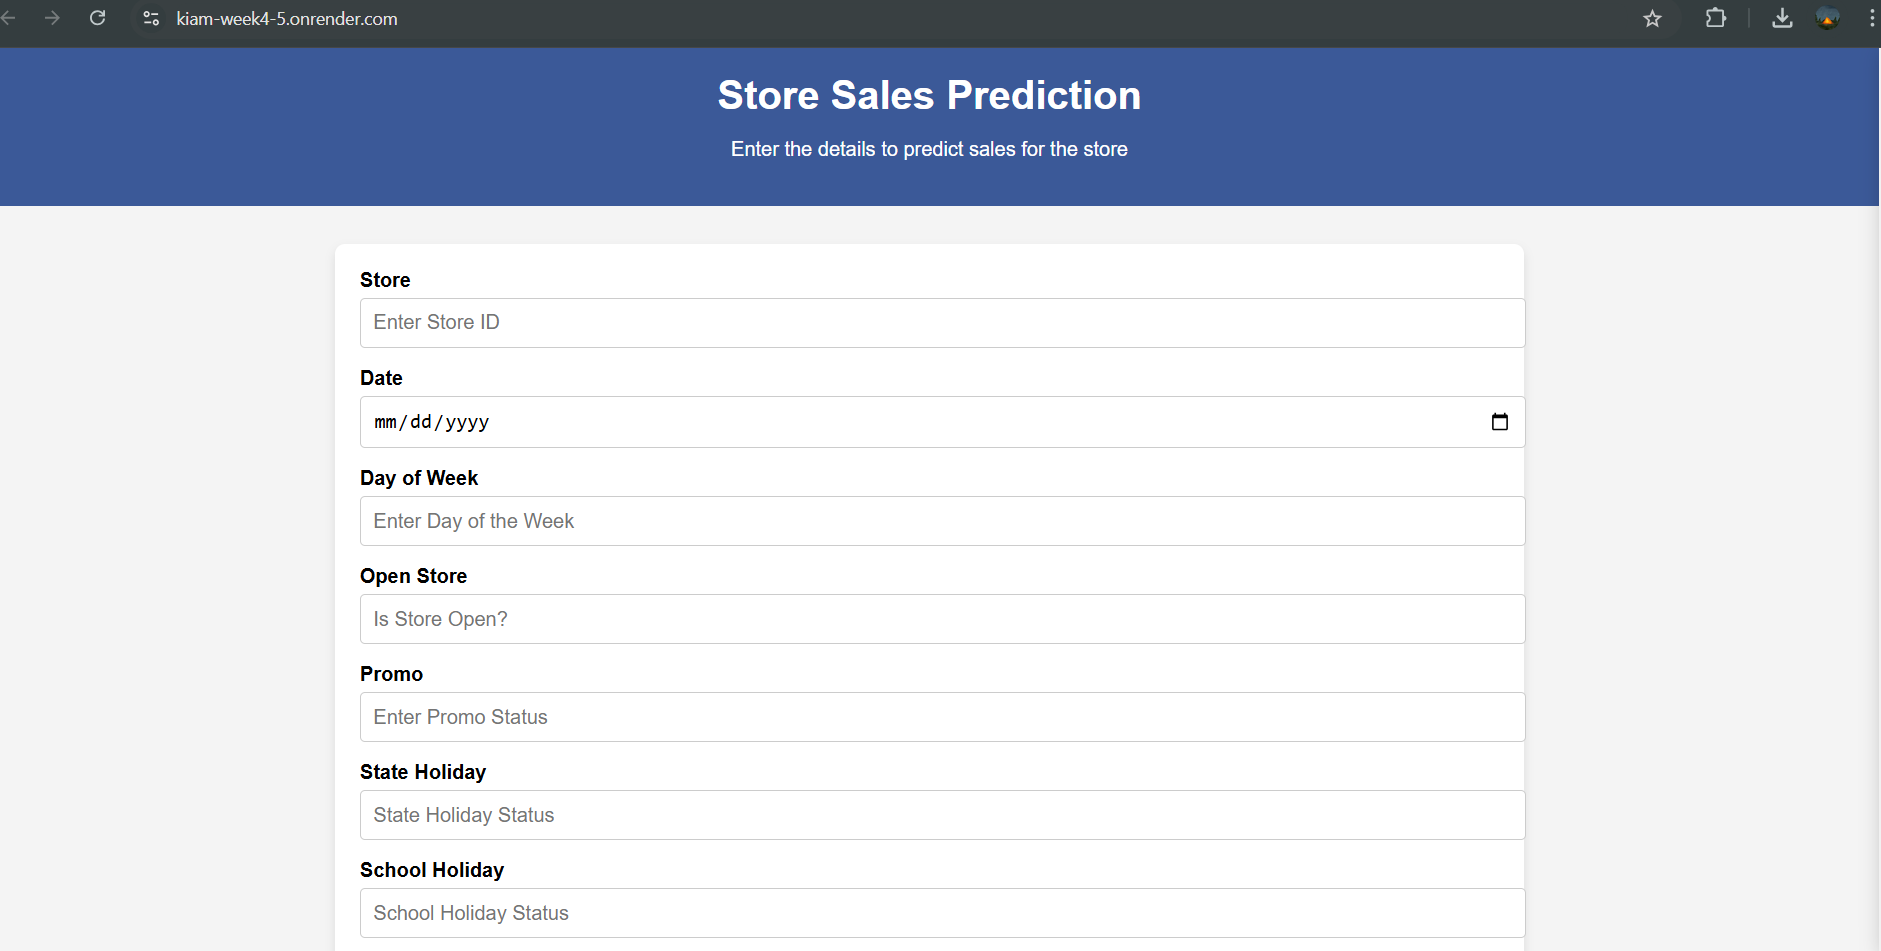 kiam-week4-5.onrender.com
Store Sales Prediction
Enter the details to predict sales for the store
Store
Enter Store ID
Date
mm/dd/yyyy
Day of Week
Enter Day of the Week
Open Store
Is Store Open?
Promo
Enter Promo Status
State Holiday
State Holiday Status
School Holiday
School Holiday Status